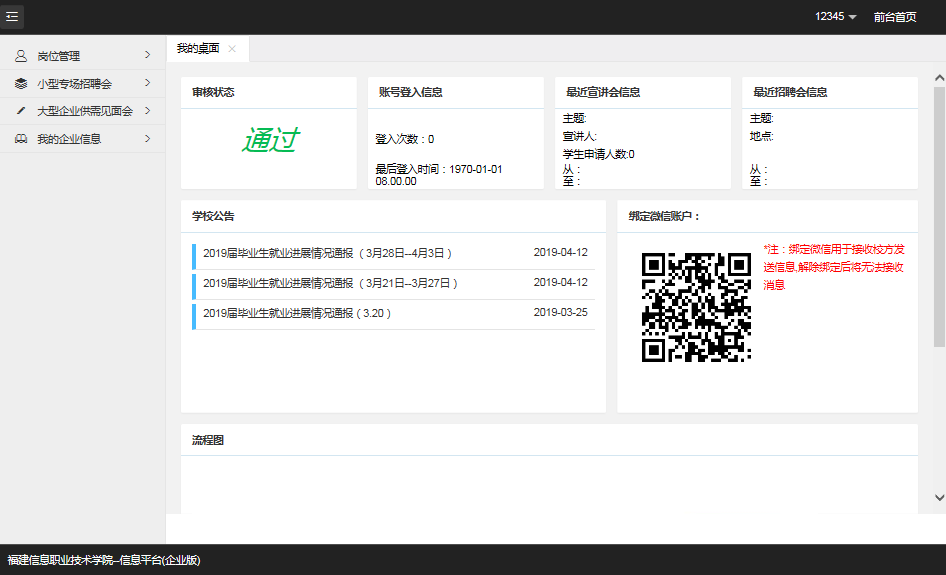 12345 前台首页
岗位管理
小型专场招聘会
大型企业供需见面会
我的企业信息
我的桌面
审核状态
通过
账号登入信息
登入次数：0
最后登入时间：1970-01-01
08.00.00
最近宣讲会信息
主题:
宣讲人:
学生申请人数:0
从：
至：
最近招聘会信息
主题:
地点:
从：
至：
学校公告
2019届毕业生就业进展情况通报（3月28日--4月3日） 2019-04-12
2019届毕业生就业进展情况通报（3月21日--3月27日） 2019-04-12
2019届毕业生就业进展情况通报（3.20） 2019-03-25
绑定微信账户：
*注：绑定微信用于接收校方发
送信息,解除绑定后将无法接收
消息
流程图
福建信息职业技术学院--信息平台(企业版)